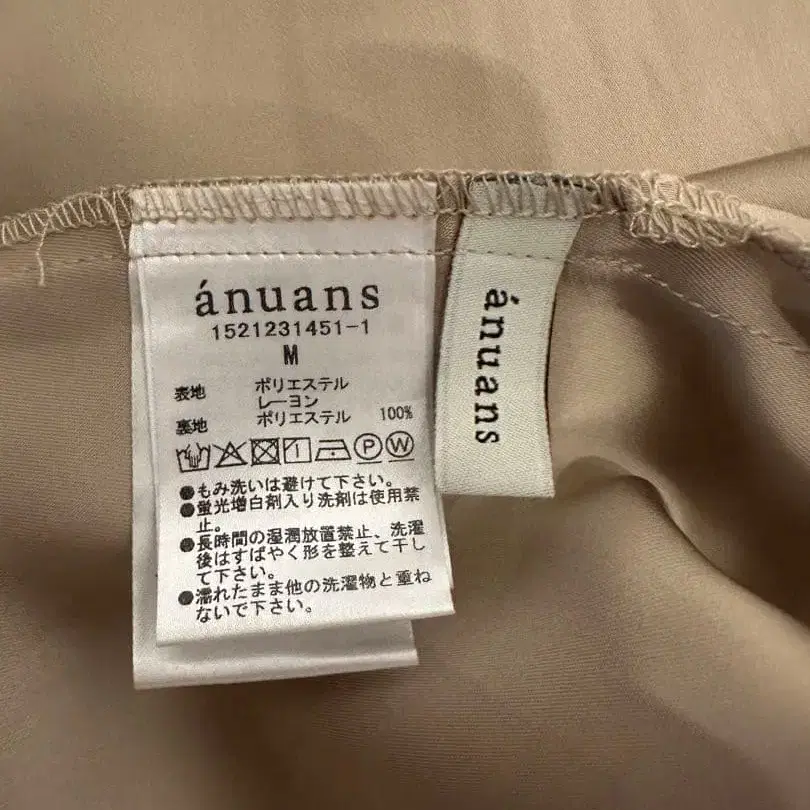 ánuans
1521231451-1
M
表地 ポリエステル
レーヨン
裏地 ポリエステル 100%
P W
●もみ洗いは避けて下さい。
●蛍光増白剤入り洗剤は使用禁
止。
●長時間の湿潤放置禁止、洗濯
後はすばやく形を整えて干し
て下さい。
●濡れたまま他の洗濯物と重ね
ないで下さい。
ánuans